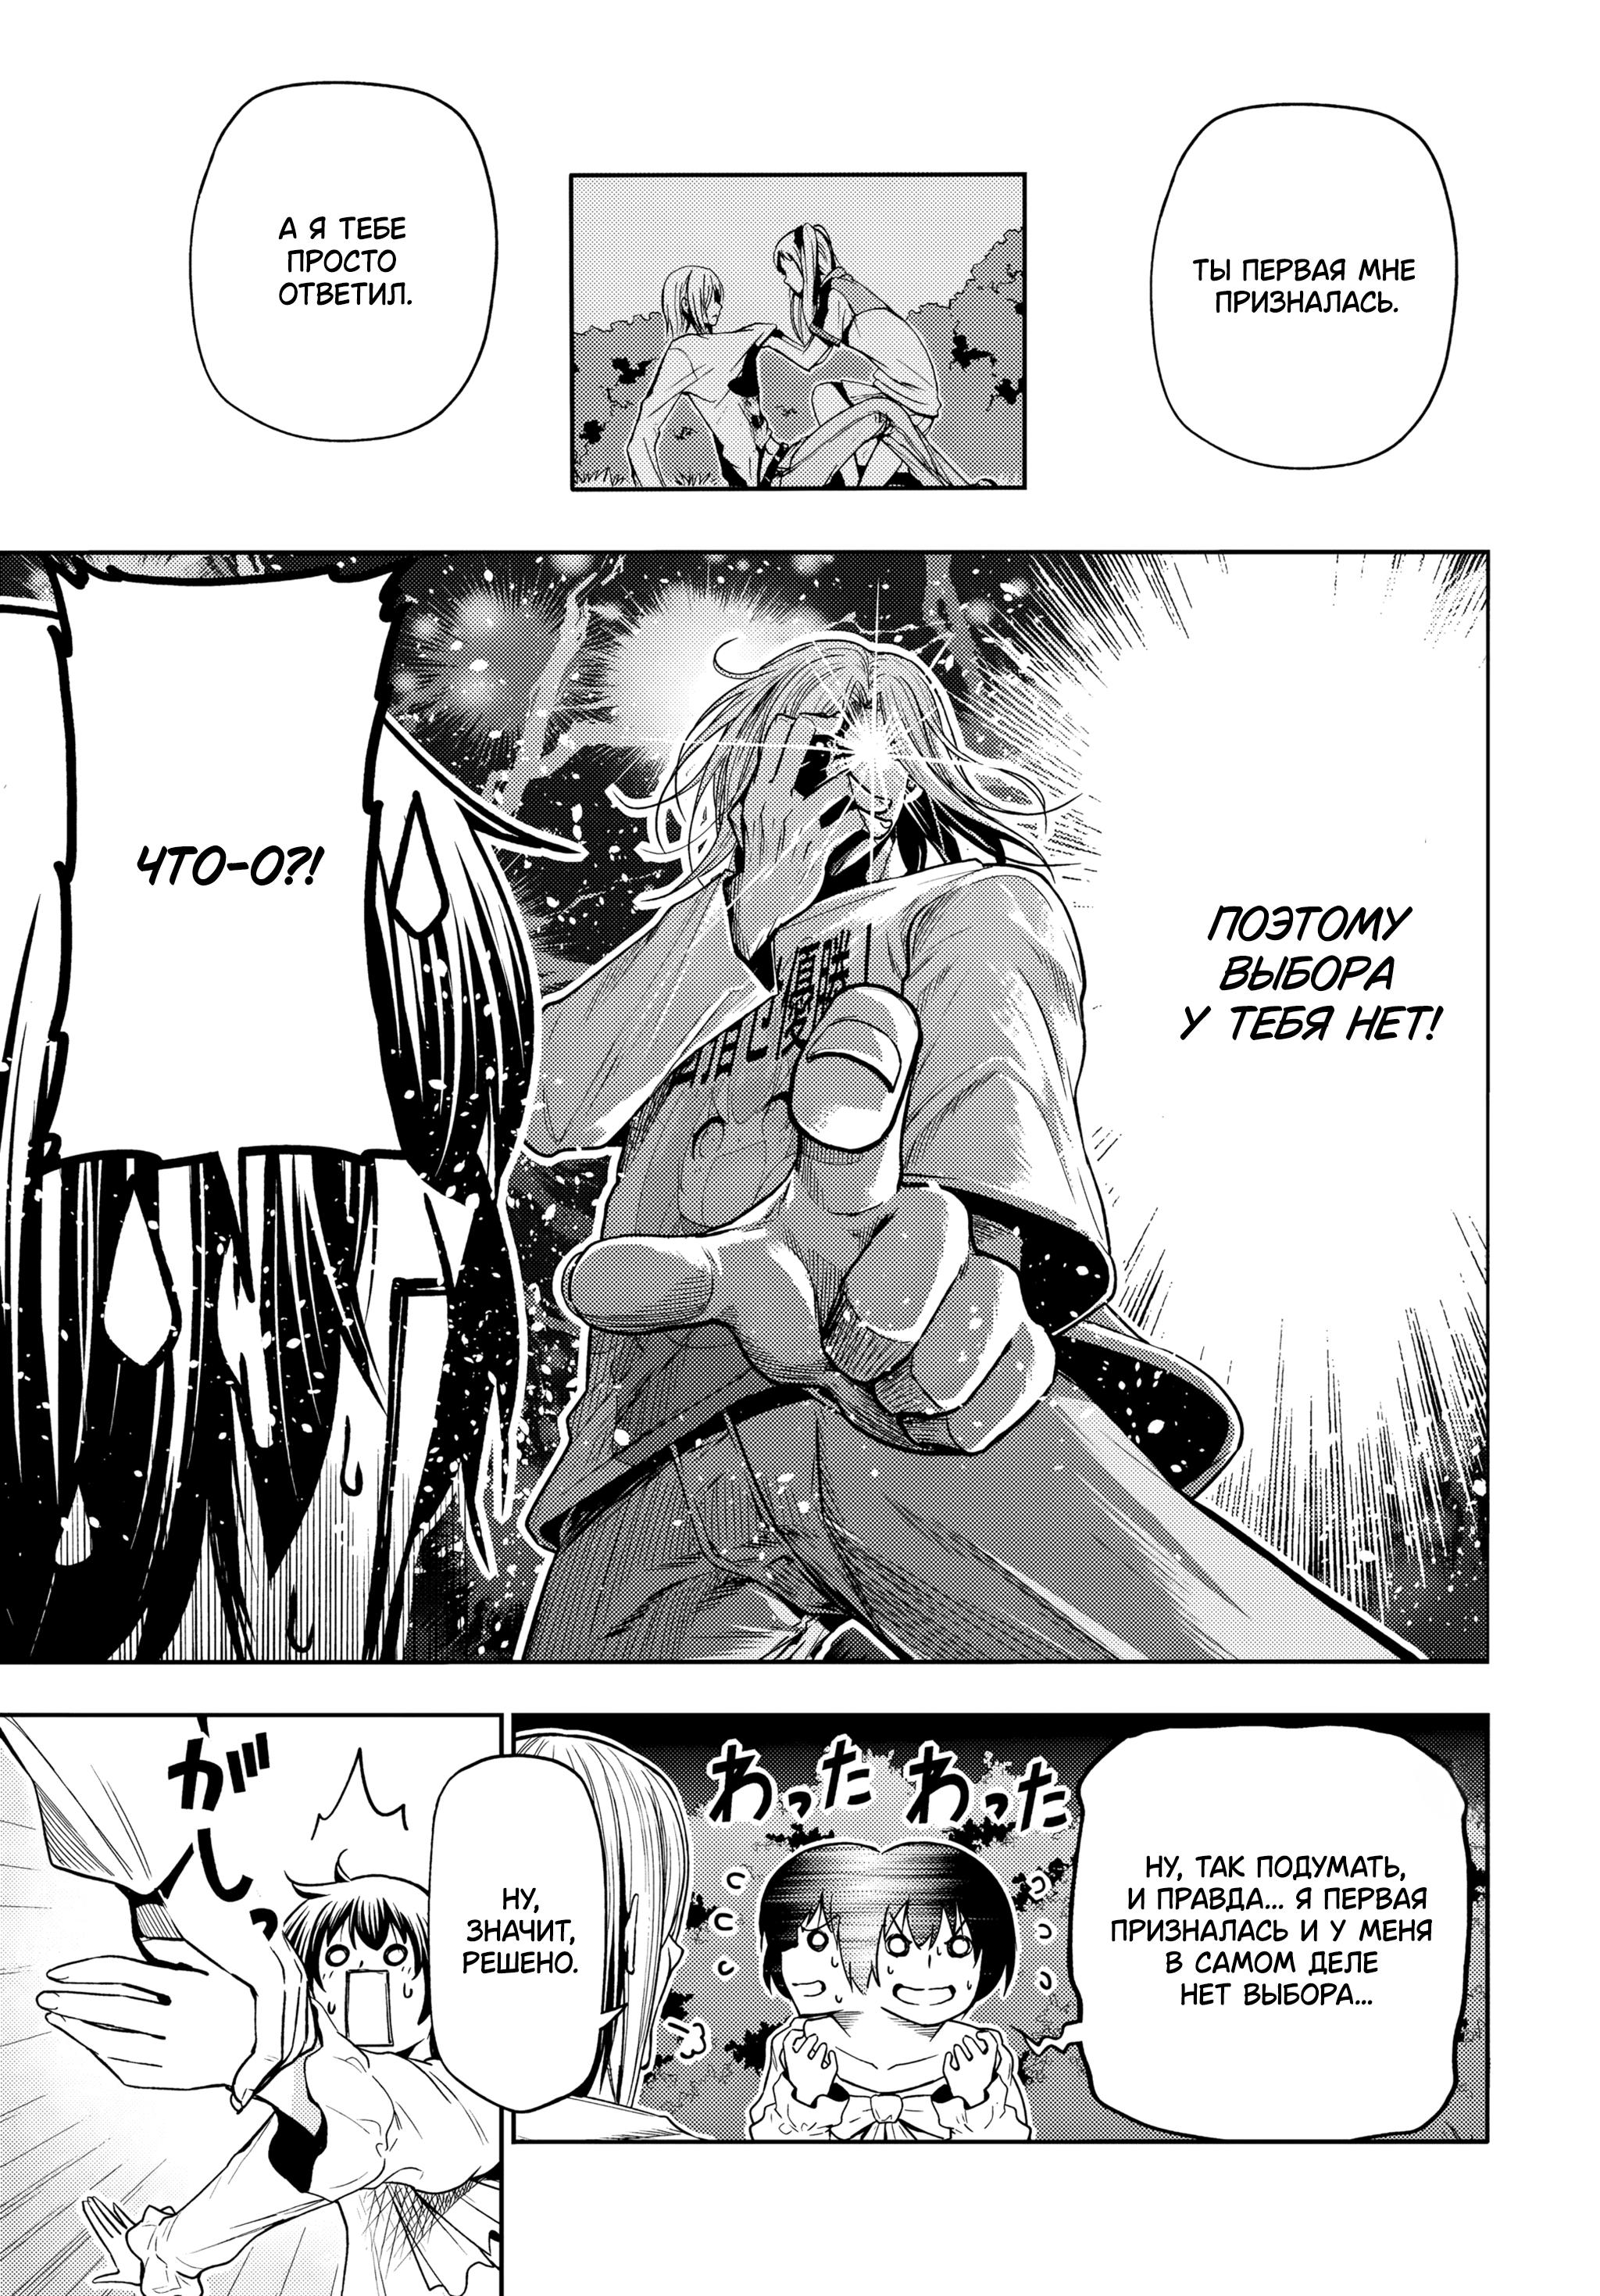 ТЫ ПЕРВАЯ МНЕ
ПРИЗНАЛАСЬ.
А Я ТЕБЕ
ПРОСТО
ОТВЕТИЛ.
ПОЭТОМУ
ВЫБОРА
У ТЕБЯ НЕТ!
ЧТО-О?!
НУ, ТАК ПОДУМАТЬ,
И ПРАВДА... Я ПЕРВАЯ
ПРИЗНАЛАСЬ И У МЕНЯ
В САМОМ ДЕЛЕ
НЕТ ВЫБОРА...
わったわった
НУ,
ЗНАЧИТ,
РЕШЕНО.
がしっ